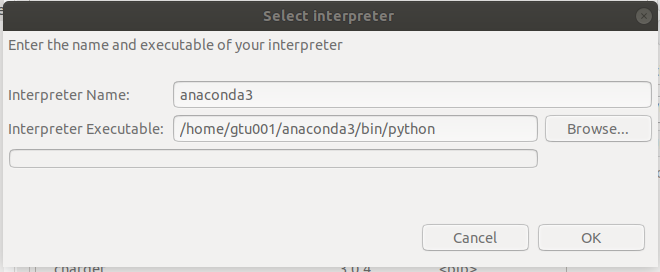 Select interpreter
Enter the name and executable of your interpreter
Interpreter Name: anaconda3
Interpreter Executable: /home/gtu001/anaconda3/bin/python Browse...
Cancel OK
chardet 3.0.4 <pip>